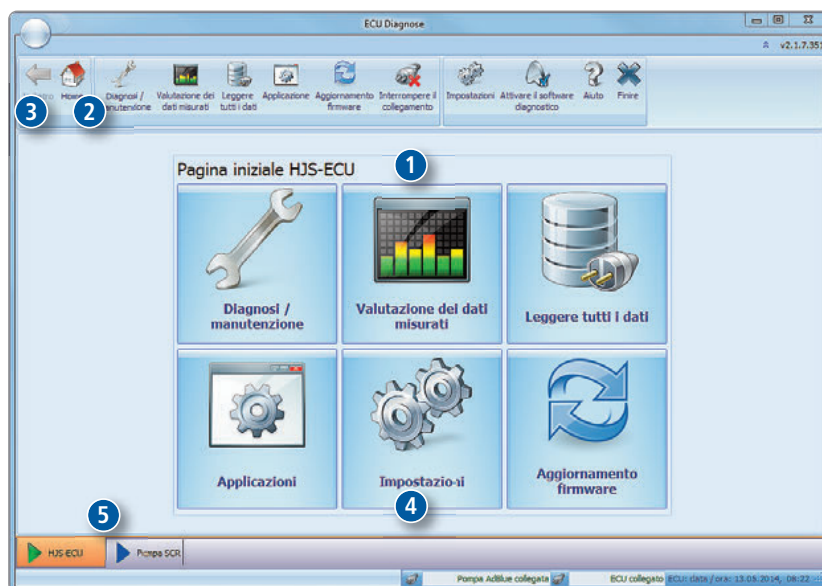 ECU Diagnose
v2.1.7.351
Home
Diagnosi /
manutenzione
Valutazione dei
dati misurati
Leggere
tutti i dati
Applicazione
Aggiornamento
firmware
Interrompere il
collegamento
Impostazioni
Attivare il software
diagnostico
Aiuto
Finire
3
2
Pagina iniziale HJS-ECU
1
Diagnosi /
manutenzione
Valutazione dei dati
misurati
Leggere tutti i dati
Applicazioni
Impostazioni
Aggiornamento
firmware
4
5
HJS-ECU
Pompa SCR
Pompa AdBlue collegata
ECU collegato
ECU: data / ora: 13.05.2014, 08:22